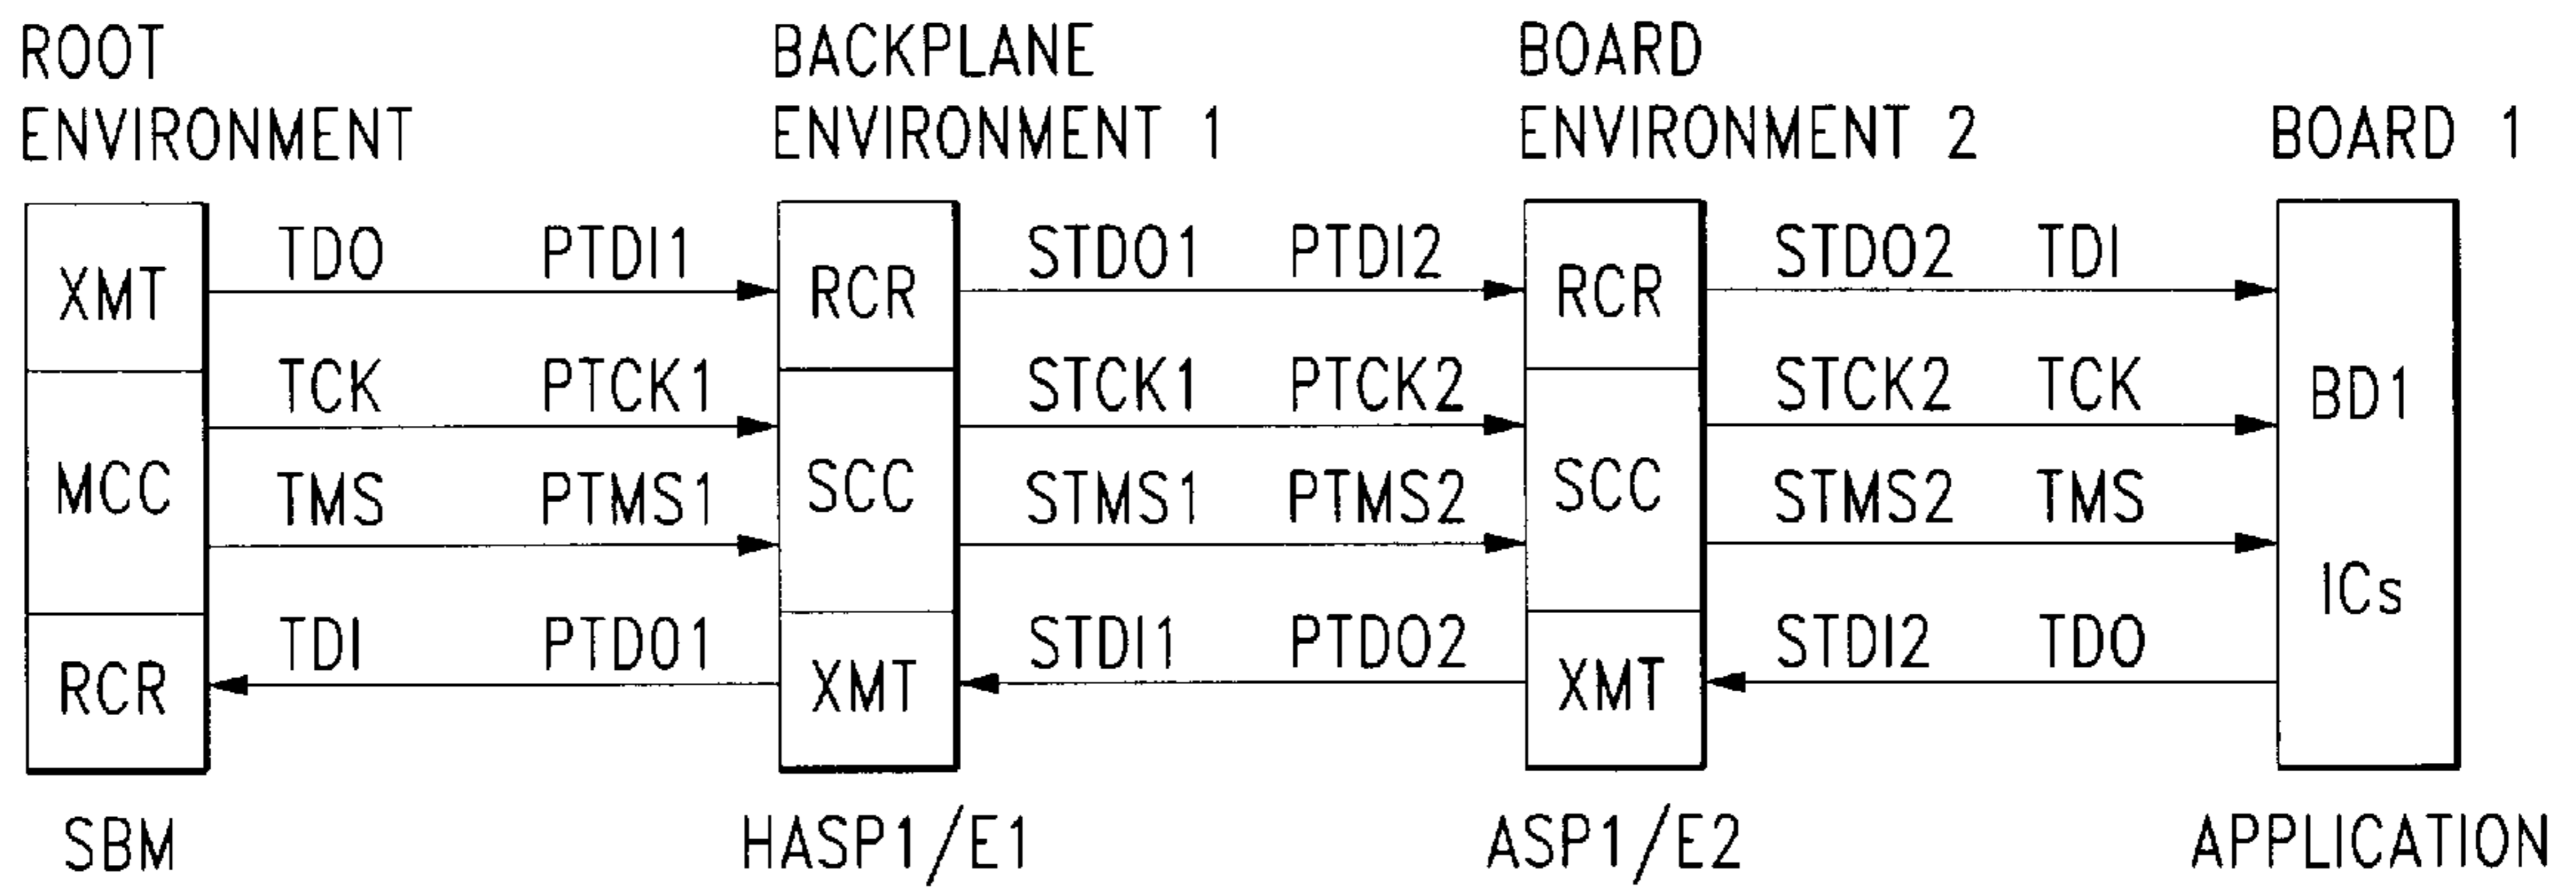 ROOT
ENVIRONMENT
BACKPLANE
ENVIRONMENT 1
BOARD
ENVIRONMENT 2
BOARD 1
XMT
TDO
PTDI1
RCR
STDO1
PTDI2
RCR
STDO2
TDI
TCK
PTCK1
STCK1
PTCK2
STCK2
TCK
BD1
MCC
TMS
PTMS1
SCC
STMS1
PTMS2
SCC
STMS2
TMS
ICs
RCR
TDI
PTDO1
XMT
STDI1
PTDO2
XMT
STDI2
TDO
SBM
HASP1/E1
ASP1/E2
APPLICATION